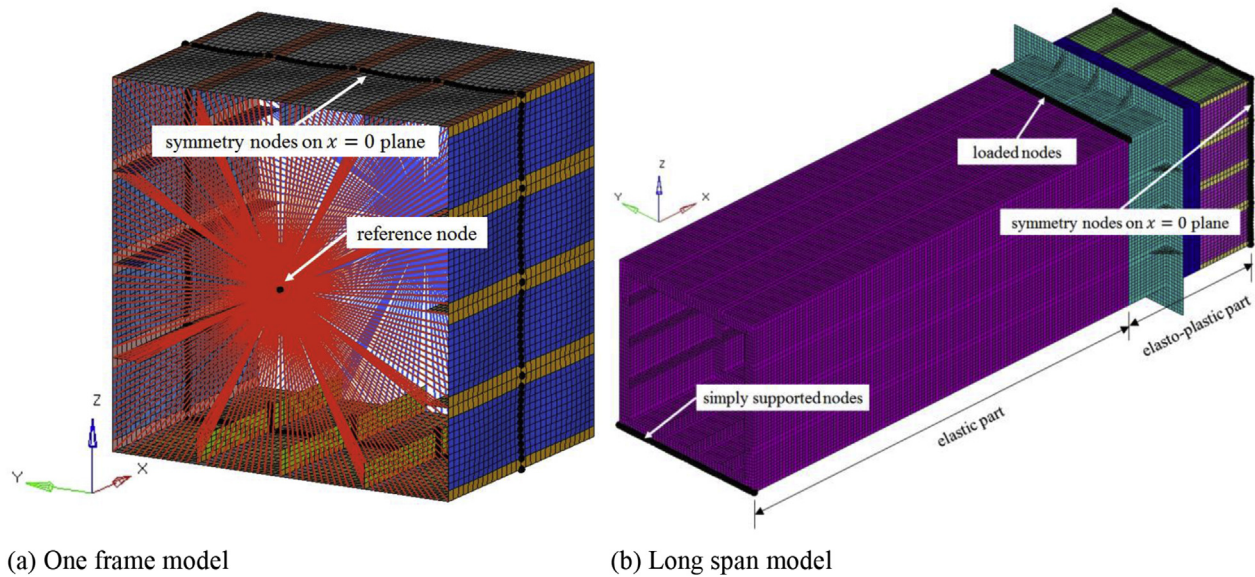 symmetry nodes on x = 0 plane
reference node
Z
Y
X
(a) One frame model
loaded nodes
Z
Y
X
symmetry nodes on x = 0 plane
simply supported nodes
elasto-plastic part
elastic part
(b) Long span model